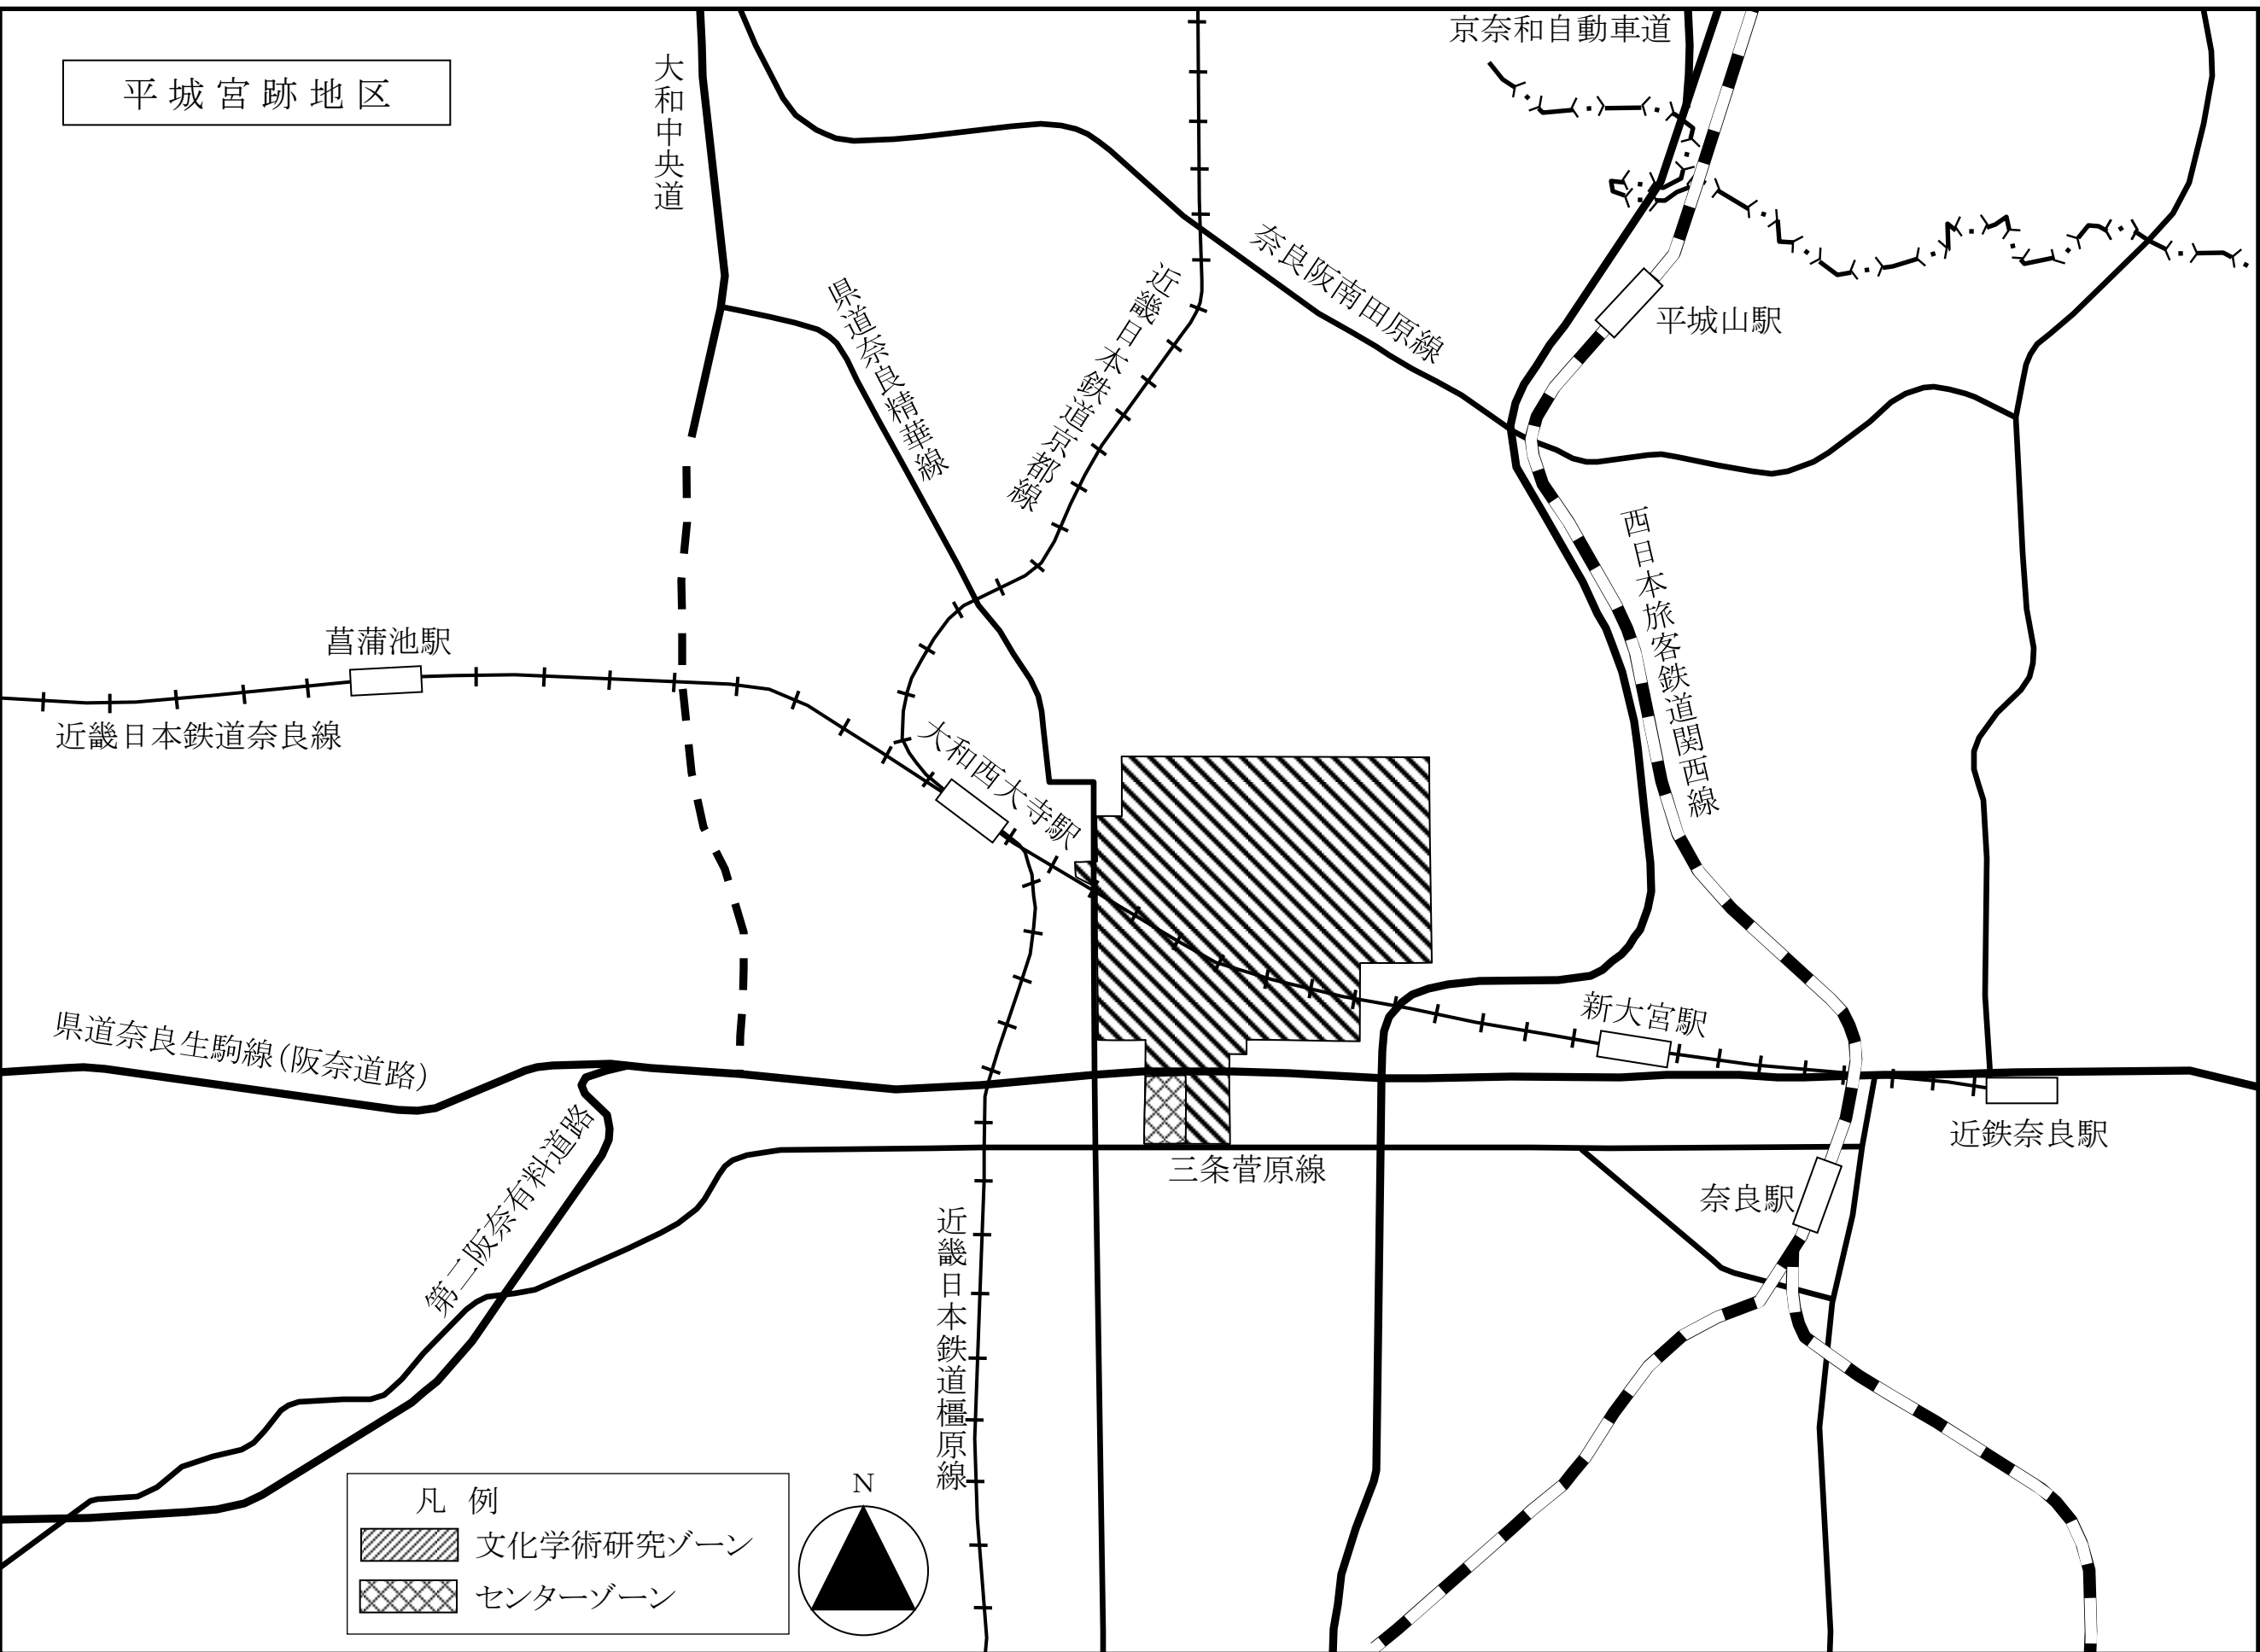 京奈和自動車道
平城宮跡地区
大和中央道
奈良阪南田原線
県道奈良精華線
近畿日本鉄道京都線
平城山駅
西日本旅客鉄道関西線
菖蒲池駅
近畿日本鉄道奈良線
大和西大寺駅
新大宮駅
県道奈良生駒線(阪奈道路)
近鉄奈良駅
第二阪奈有料道路
三条菅原線
奈良駅
近畿日本鉄道橿原線
凡 例
N
文化学術研究ゾーン
センターゾーン